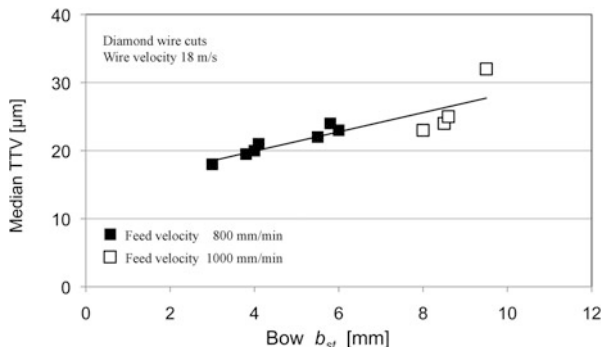 40
30
20
10
0
Median TTV [µm]
Diamond wire cuts
Wire velocity 18 m/s
Feed velocity 800 mm/min
Feed velocity 1000 mm/min
0 2 4 6 8 10 12
Bow b_st [mm]